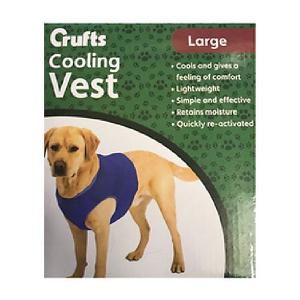 Crufts
Cooling
Vest
Large
• Cools and gives a
feeling of comfort
• Lightweight
• Simple and effective
• Retains moisture
• Quickly re-activated